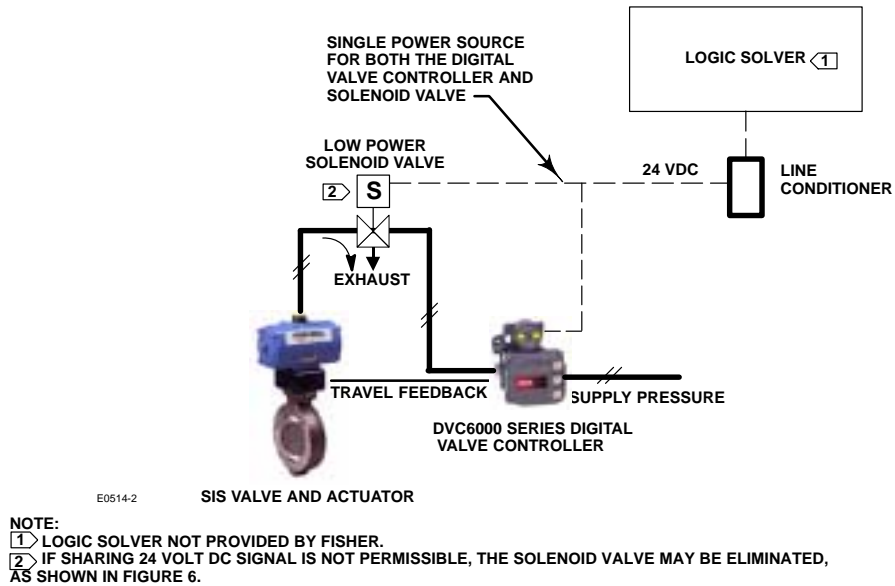 SINGLE POWER SOURCE
FOR BOTH THE DIGITAL
VALVE CONTROLLER AND
SOLENOID VALVE
LOGIC SOLVER 1
LOW POWER
SOLENOID VALVE
2 S
24 VDC
LINE
CONDITIONER
EXHAUST
TRAVEL FEEDBACK
SUPPLY PRESSURE
DVC6000 SERIES DIGITAL
VALVE CONTROLLER
E0514-2
SIS VALVE AND ACTUATOR
NOTE:
1 LOGIC SOLVER NOT PROVIDED BY FISHER.
2 IF SHARING 24 VOLT DC SIGNAL IS NOT PERMISSIBLE, THE SOLENOID VALVE MAY BE ELIMINATED,
AS SHOWN IN FIGURE 6.